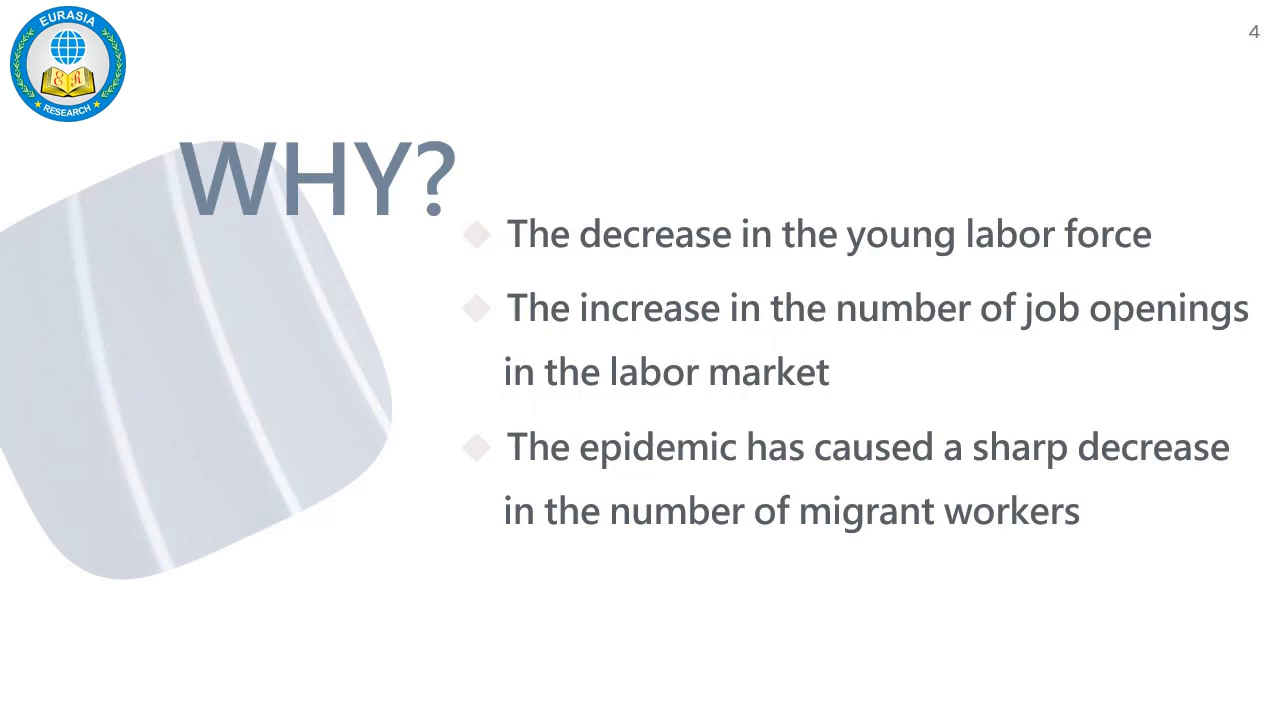 EURASIA
E R
RESEARCH
4
WHY?
The decrease in the young labor force
The increase in the number of job openings
in the labor market
The epidemic has caused a sharp decrease
in the number of migrant workers